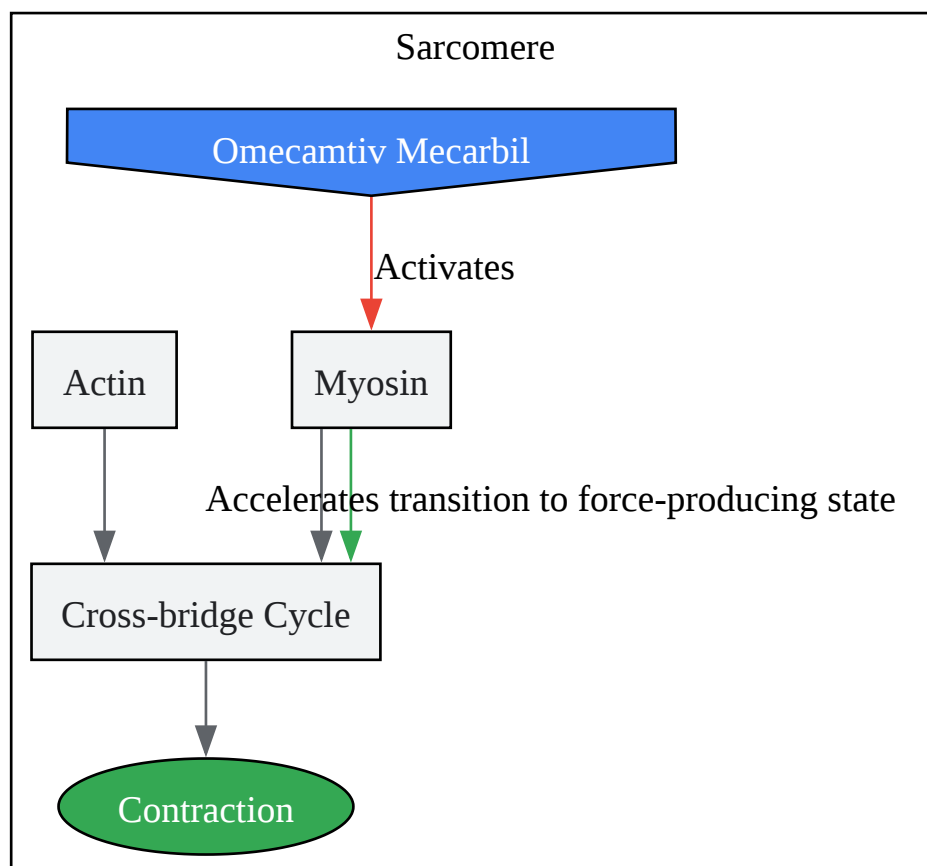 Sarcomere
Omecamtiv Mecarbil
Activates
Actin
Myosin
Accelerates transition to force-producing state
Cross-bridge Cycle
Contraction